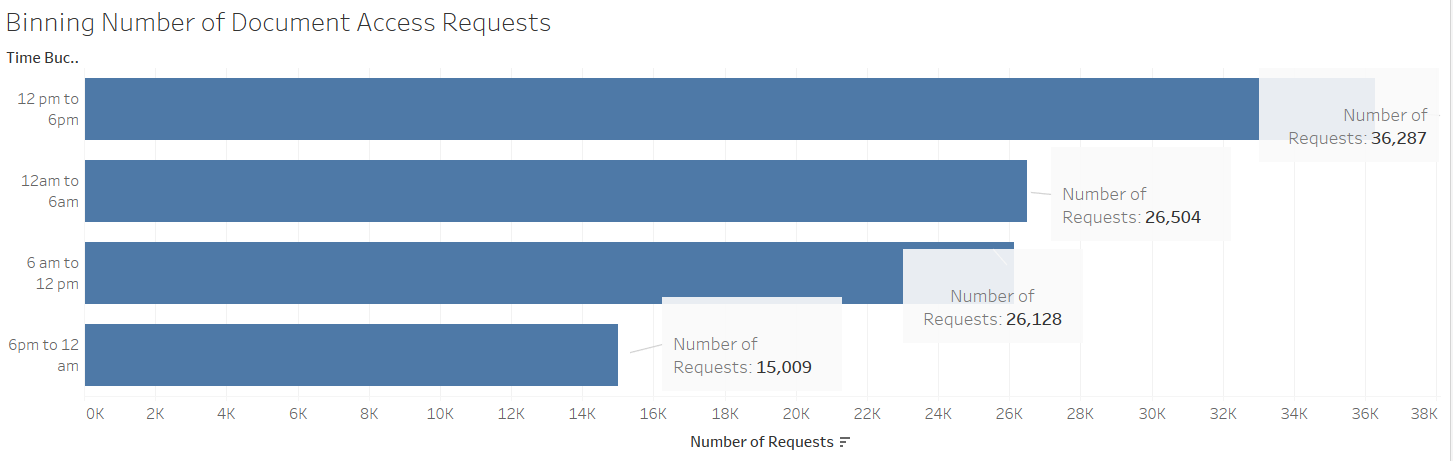 Binning Number of Document Access Requests
Time Buc..
12 pm to
6pm
Number of
Requests: 36,287
12am to
6am
Number of
Requests: 26,504
6 am to
12 pm
Number of
Requests: 26,128
6pm to 12
am
Number of
Requests: 15,009
0K 2K 4K 6K 8K 10K 12K 14K 16K 18K 20K 22K 24K 26K 28K 30K 32K 34K 36K 38K
Number of Requests